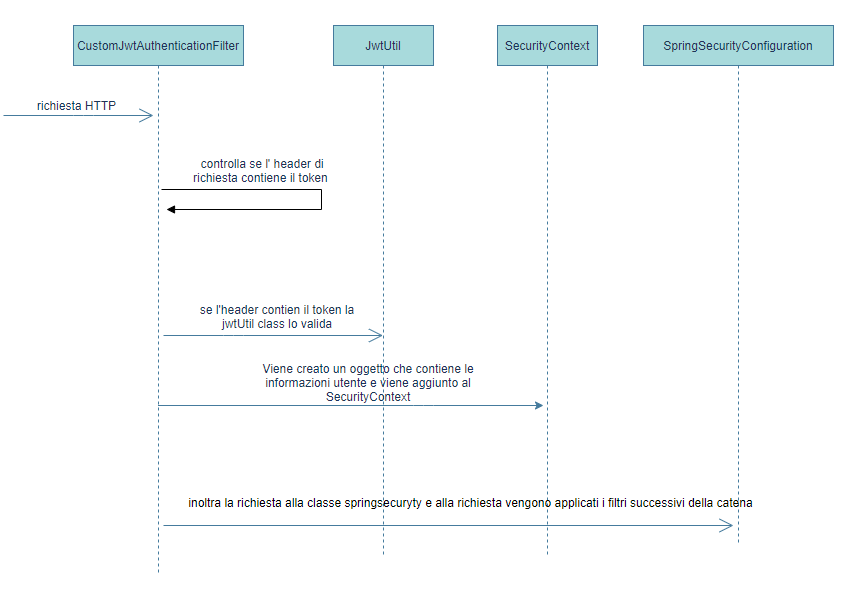 CustomJwtAuthenticationFilter
JwtUtil
SecurityContext
SpringSecurityConfiguration
richiesta HTTP
controlla se l' header di
richiesta contiene il token
se l'header contien il token la
jwtUtil class lo valida
Viene creato un oggetto che contiene le
informazioni utente e viene aggiunto al
SecurityContext
inoltra la richiesta alla classe springsecuryty e alla richiesta vengono applicati i filtri successivi della catena